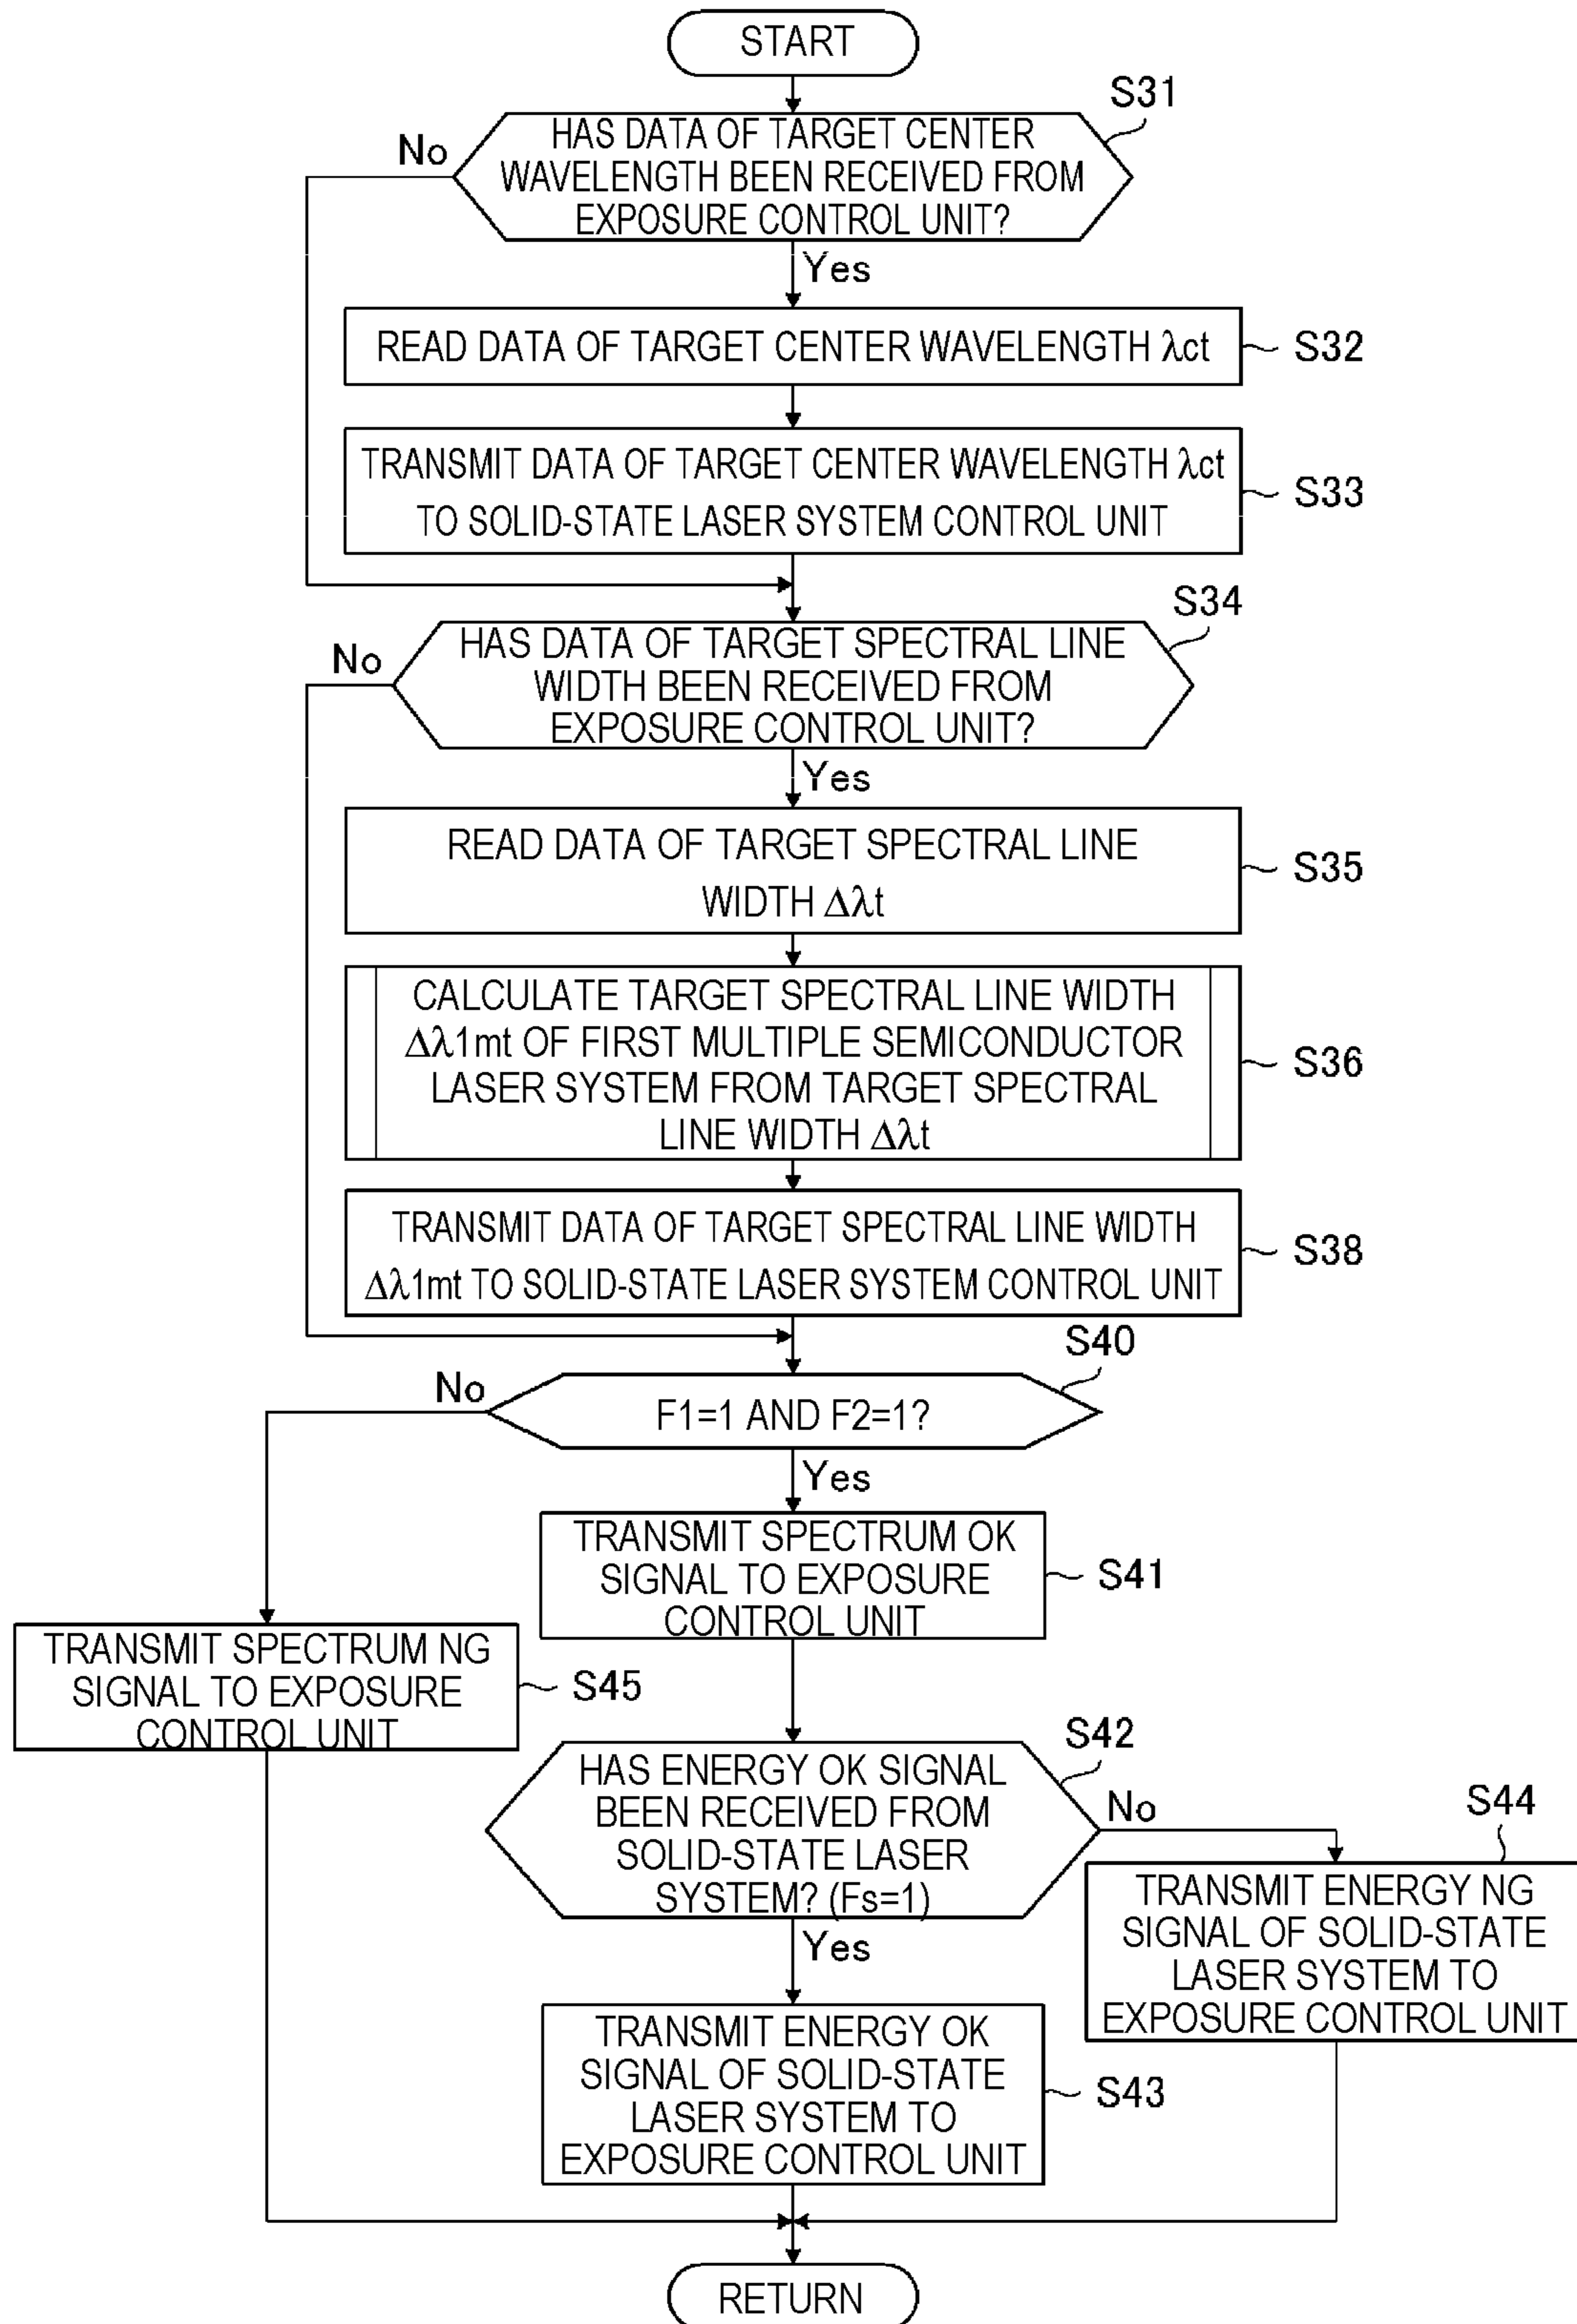 START
S31
HAS DATA OF TARGET CENTER
WAVELENGTH BEEN RECEIVED FROM
EXPOSURE CONTROL UNIT?
No
Yes
READ DATA OF TARGET CENTER WAVELENGTH λct
S32
TRANSMIT DATA OF TARGET CENTER WAVELENGTH λct
TO SOLID-STATE LASER SYSTEM CONTROL UNIT
S33
S34
HAS DATA OF TARGET SPECTRAL LINE
WIDTH BEEN RECEIVED FROM
EXPOSURE CONTROL UNIT?
No
Yes
READ DATA OF TARGET SPECTRAL LINE
WIDTH Δλt
S35
CALCULATE TARGET SPECTRAL LINE WIDTH
Δλ1mt OF FIRST MULTIPLE SEMICONDUCTOR
LASER SYSTEM FROM TARGET SPECTRAL
LINE WIDTH Δλt
S36
TRANSMIT DATA OF TARGET SPECTRAL LINE WIDTH
Δλ1mt TO SOLID-STATE LASER SYSTEM CONTROL UNIT
S38
S40
No
F1=1 AND F2=1?
Yes
TRANSMIT SPECTRUM OK
SIGNAL TO EXPOSURE
CONTROL UNIT
S41
TRANSMIT SPECTRUM NG
SIGNAL TO EXPOSURE
CONTROL UNIT
S45
S42
HAS ENERGY OK SIGNAL
BEEN RECEIVED FROM
SOLID-STATE LASER
SYSTEM? (Fs=1)
No
S44
Yes
TRANSMIT ENERGY NG
SIGNAL OF SOLID-STATE
LASER SYSTEM TO
EXPOSURE CONTROL UNIT
TRANSMIT ENERGY OK
SIGNAL OF SOLID-STATE
LASER SYSTEM TO
EXPOSURE CONTROL UNIT
S43
RETURN